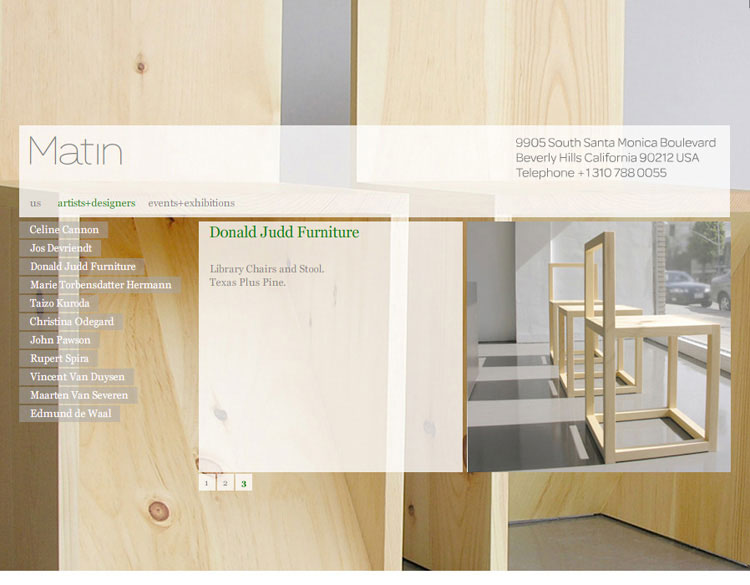 Matin
9905 South Santa Monica Boulevard
Beverly Hills California 90212 USA
Telephone +1 310 788 0055
us artists+designers events+exhibitions
Celine Cannon
Jos Devriendt
Donald Judd Furniture
Marie Torbensdatter Hermann
Taizo Kuroda
Christina Odegard
John Pawson
Rupert Spira
Vincent Van Duysen
Maarten Van Severen
Edmund de Waal
Donald Judd Furniture
Library Chairs and Stool.
Texas Plus Pine.
1 2 3